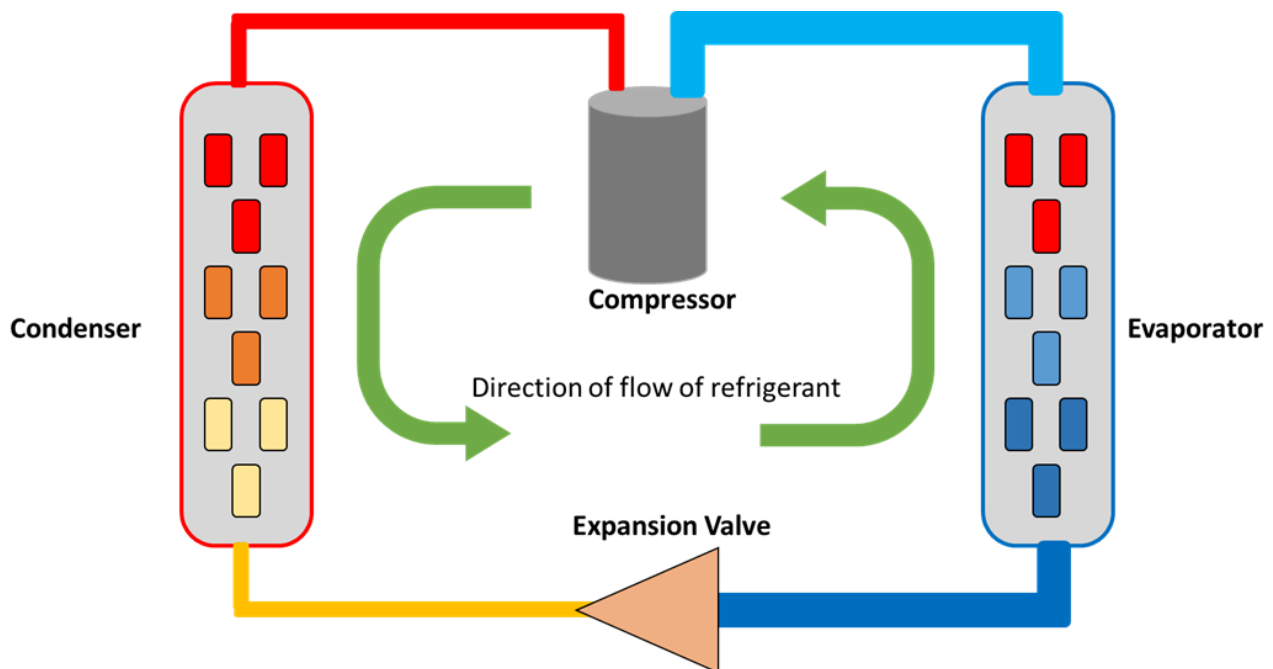 Compressor
Condenser
Evaporator
Direction of flow of refrigerant
Expansion Valve